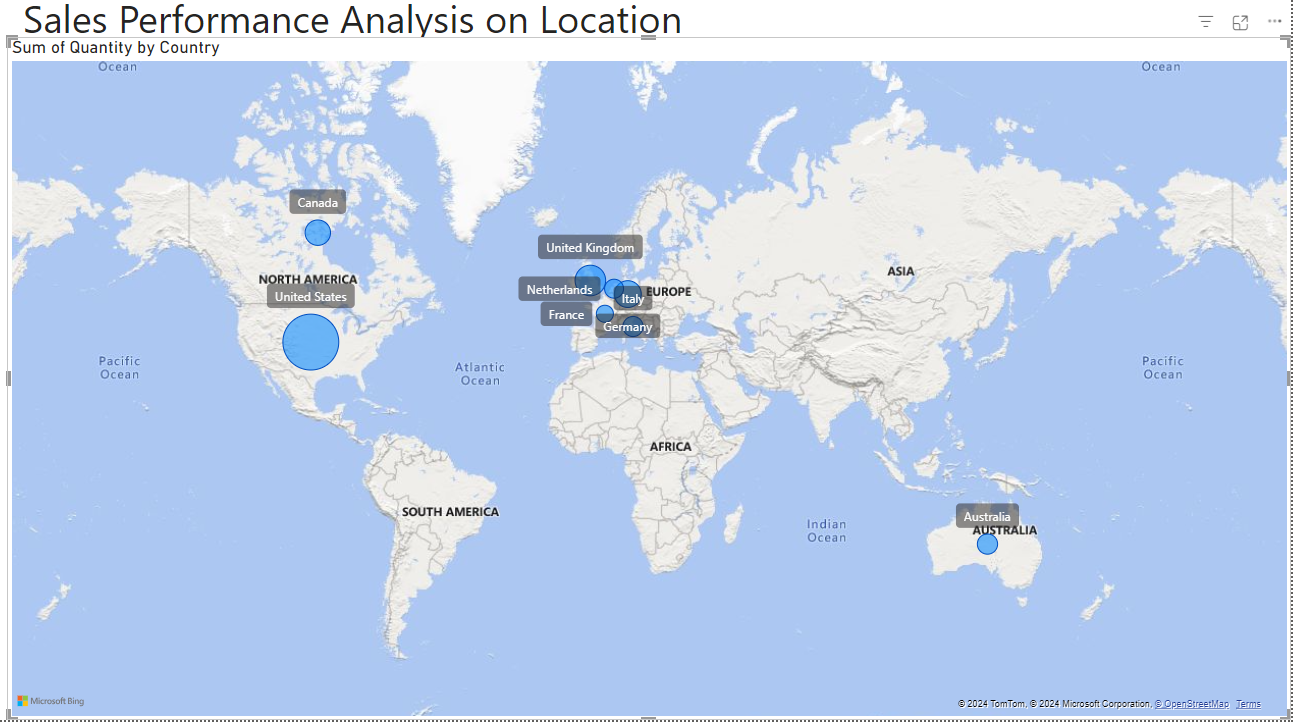 Sales Performance Analysis on Location
Sum of Quantity by Country
Ocean
Ocean
Canada
United Kingdom
NORTH AMERICA
ASIA
United States
Netherlands
EUROPE
Italy
France
Germany
Pacific
Ocean
Atlantic
Ocean
Pacific
Ocean
AFRICA
SOUTH AMERICA
Australia
Indian
Ocean
AUSTRALIA
Microsoft Bing
© 2024 TomTom, © 2024 Microsoft Corporation, © OpenStreetMap Terms